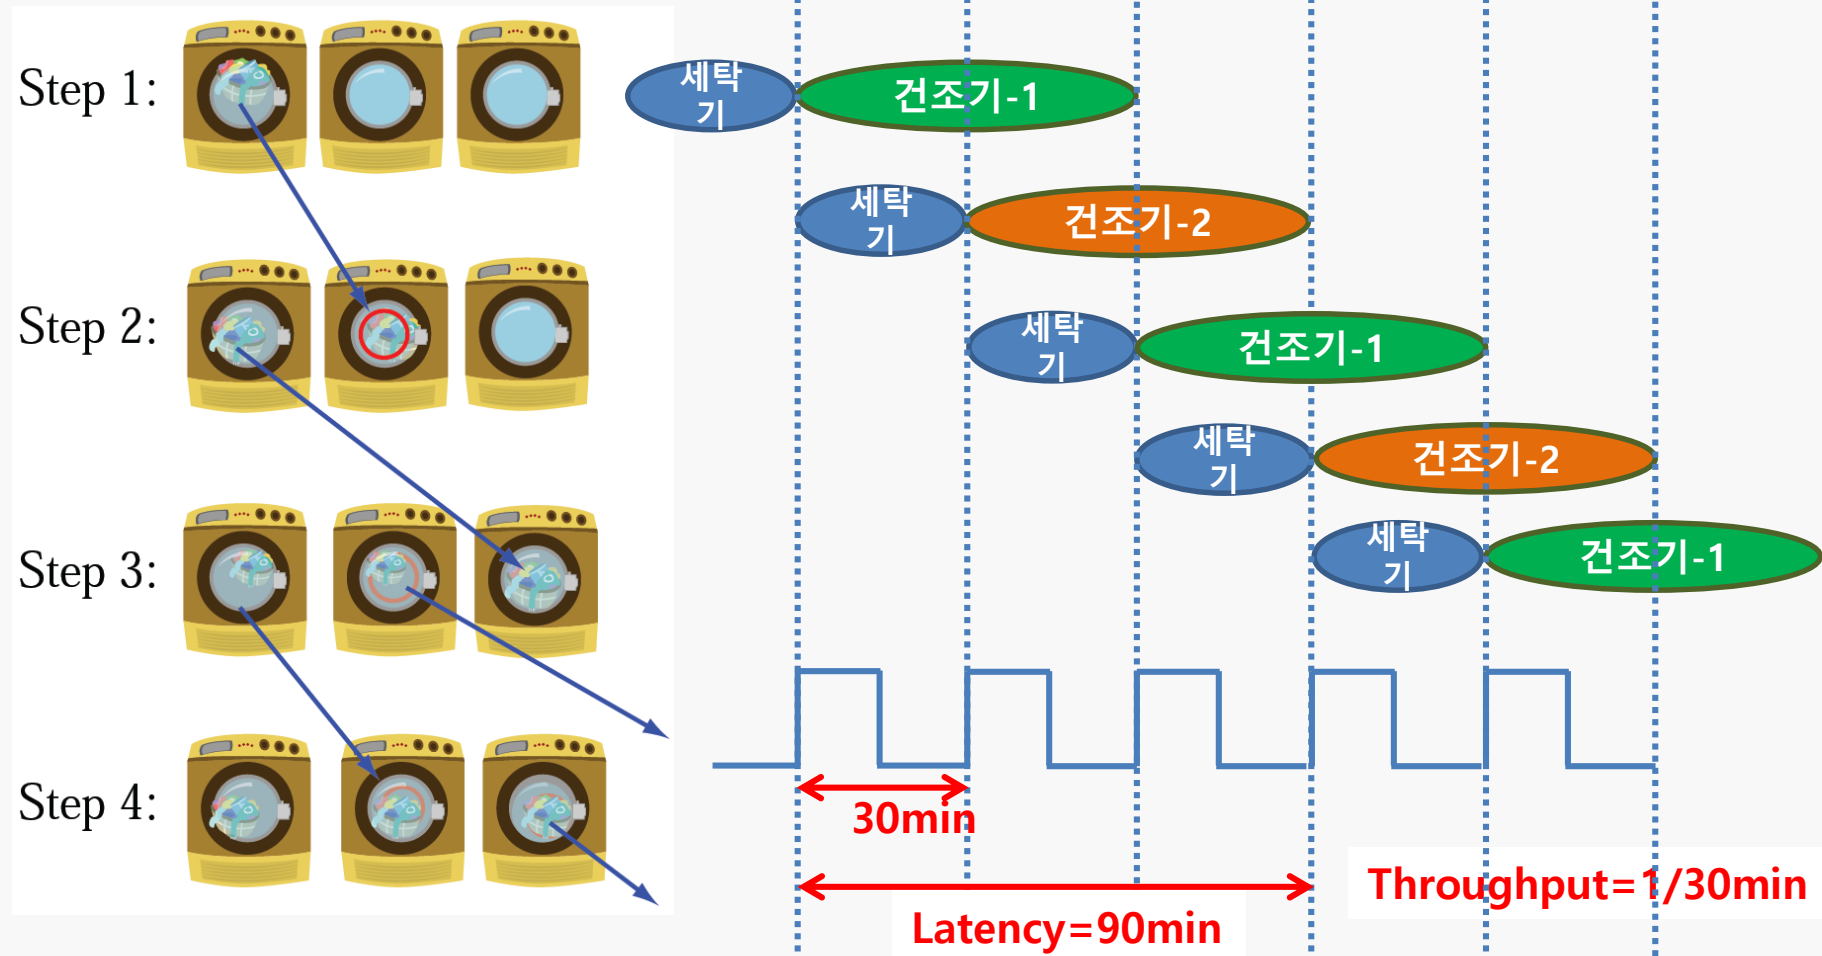 Step 1:
세탁
기
건조기-1
세탁
기
건조기-2
Step 2:
세탁
기
건조기-1
세탁
기
건조기-2
Step 3:
세탁
기
건조기-1
Step 4:
30min
Throughput=1/30min
Latency=90min